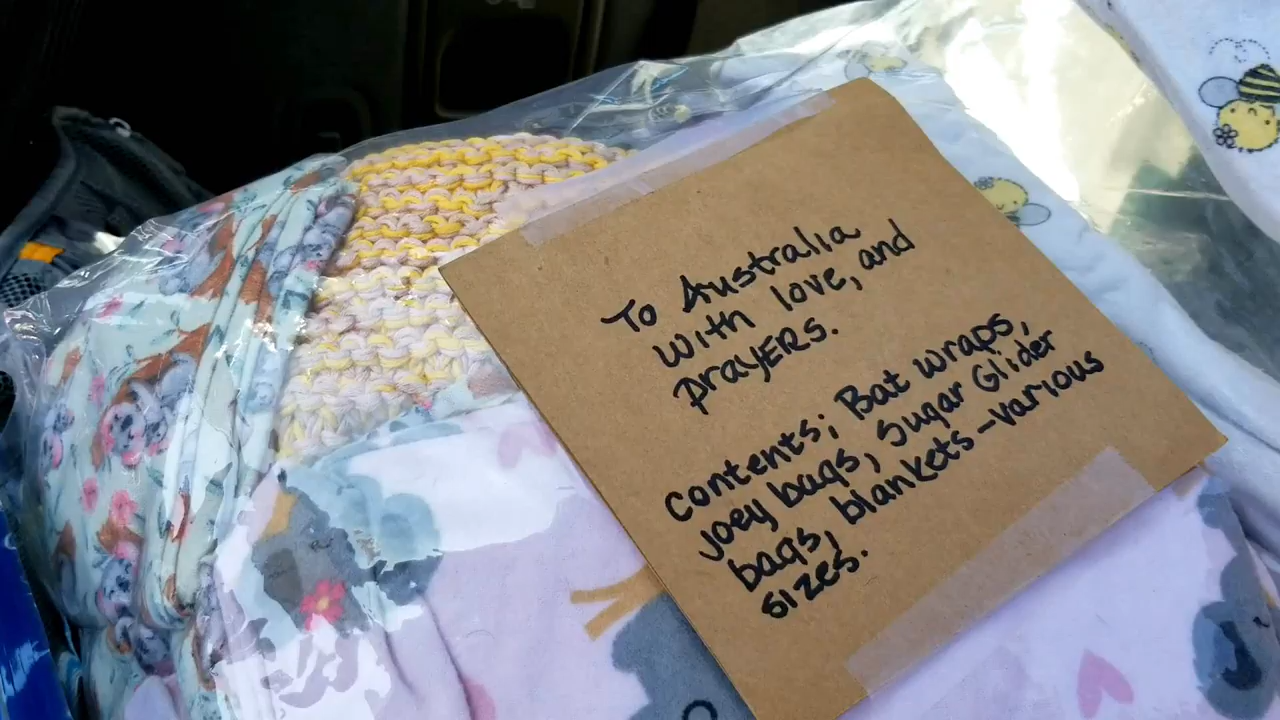 To Australia
with love, and
prayERs.
contents; Bat wraps,
Joey bags, Sugar Glider
bags, blankets-various
sizes.